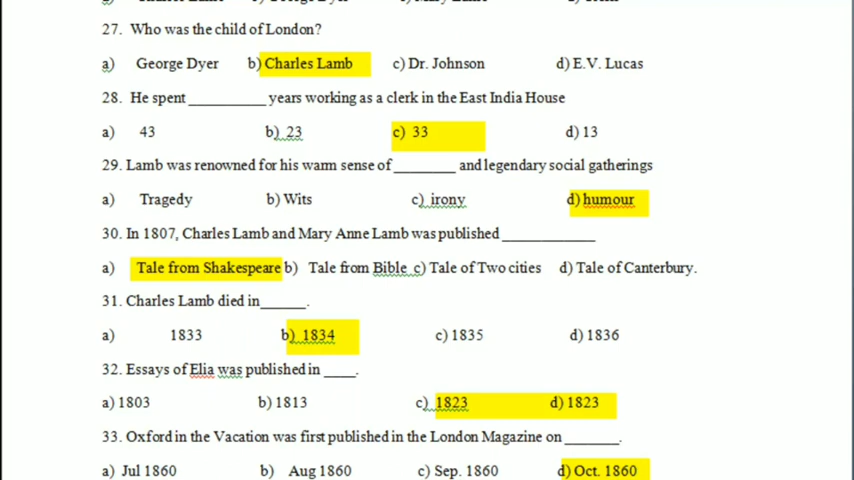 27. Who was the child of London?
a) George Dyer b) Charles Lamb c) Dr. Johnson d) E.V. Lucas
28. He spent __________ years working as a clerk in the East India House
a) 43 b) 23 c) 33 d) 13
29. Lamb was renowned for his warm sense of ________ and legendary social gatherings
a) Tragedy b) Wits c) irony d) humour
30. In 1807, Charles Lamb and Mary Anne Lamb was published ____________
a) Tale from Shakespeare b) Tale from Bible c) Tale of Two cities d) Tale of Canterbury.
31. Charles Lamb died in______.
a) 1833 b) 1834 c) 1835 d) 1836
32. Essays of Elia was published in ____.
a) 1803 b) 1813 c) 1823 d) 1823
33. Oxford in the Vacation was first published in the London Magazine on _______.
a) Jul 1860 b) Aug 1860 c) Sep. 1860 d) Oct. 1860